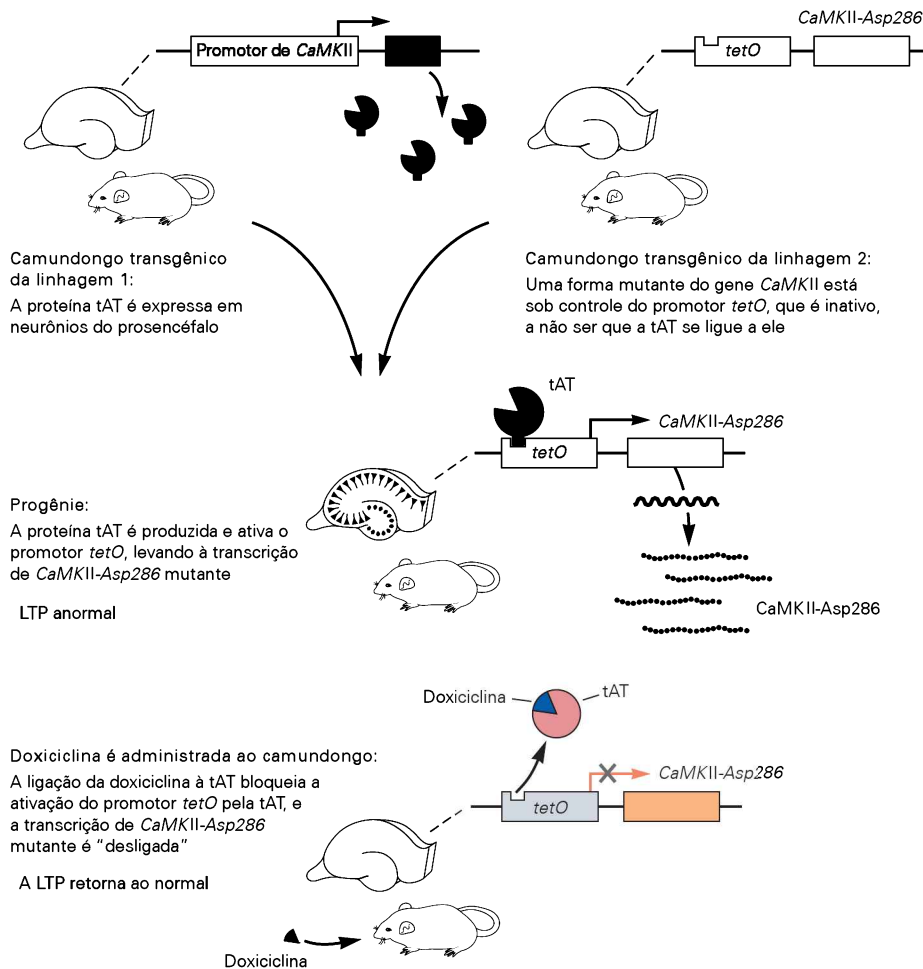 Promotor de CaMKII
CaMKII-Asp286
tetO
Camundongo transgênico
da linhagem 1:
A proteína tAT é expressa em
neurônios do prosencéfalo
Camundongo transgênico da linhagem 2:
Uma forma mutante do gene CaMKII está
sob controle do promotor tetO, que é inativo,
a não ser que a tAT se ligue a ele
tAT
CaMKII-Asp286
tetO
Progênie:
A proteína tAT é produzida e ativa o
promotor tetO, levando à transcrição
de CaMKII-Asp286 mutante
LTP anormal
CaMKII-Asp286
Doxiciclina
tAT
Doxiciclina é administrada ao camundongo:
A ligação da doxiciclina à tAT bloqueia a
ativação do promotor tetO pela tAT, e
a transcrição de CaMKII-Asp286
mutante é “desligada”
A LTP retorna ao normal
CaMKII-Asp286
tetO
Doxiciclina